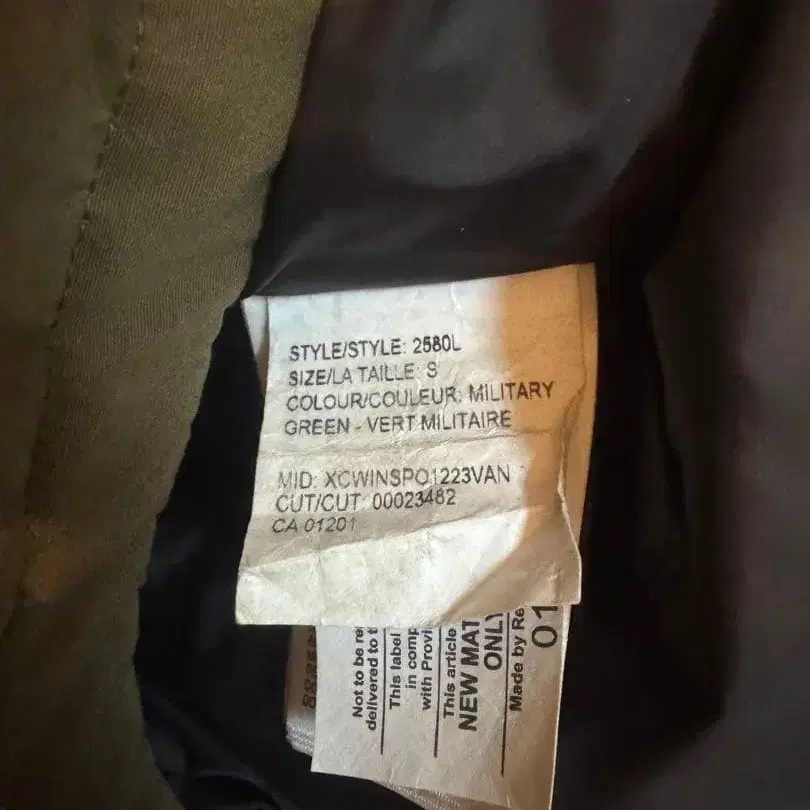 STYLE/STYLE: 2580L
SIZE/LA TAILLE: S
COLOUR/COULEUR: MILITARY
GREEN - VERT MILITAIRE
MID: XCWINSPO1223VAN
CUT/CUT 00023482
CA 01201
Not to be re
delivered to t
This label
in comp
with Provi
This article
NEW MAT
ONLY
Made by Re
01